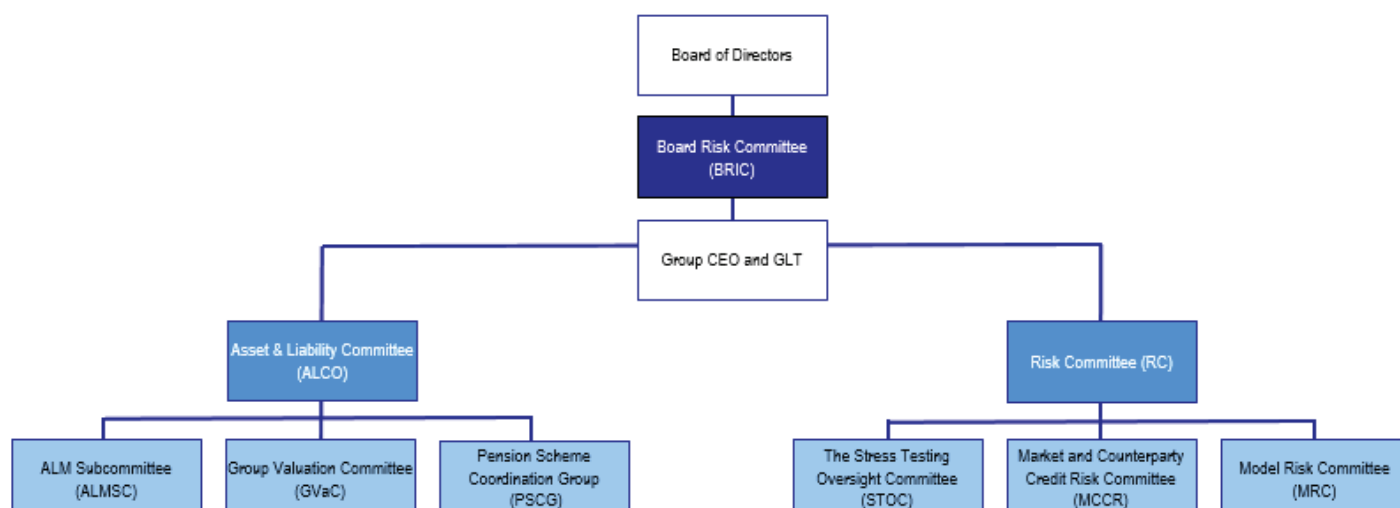 Board of Directors
Board Risk Committee
(BRIC)
Group CEO and GLT
Asset & Liability Committee
(ALCO)
Risk Committee (RC)
ALM Subcommittee
(ALMSC)
Group Valuation Committee
(GVaC)
Pension Scheme
Coordination Group
(PSCG)
The Stress Testing
Oversight Committee
(STOC)
Market and Counterparty
Credit Risk Committee
(MCCR)
Model Risk Committee
(MRC)